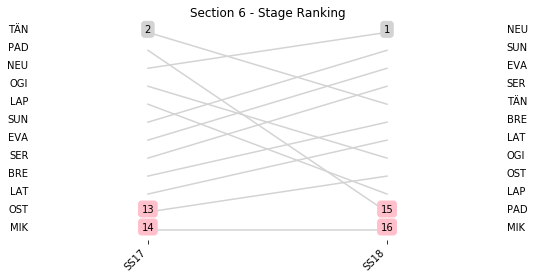 Section 6 - Stage Ranking
TÄN 2 1 NEU
PAD SUN
NEU EVA
OGI SER
LAP TÄN
SUN BRE
EVA LAT
SER OGI
BRE OST
LAT LAP
OST 13 15 PAD
MIK 14 16 MIK
SS17 SS18